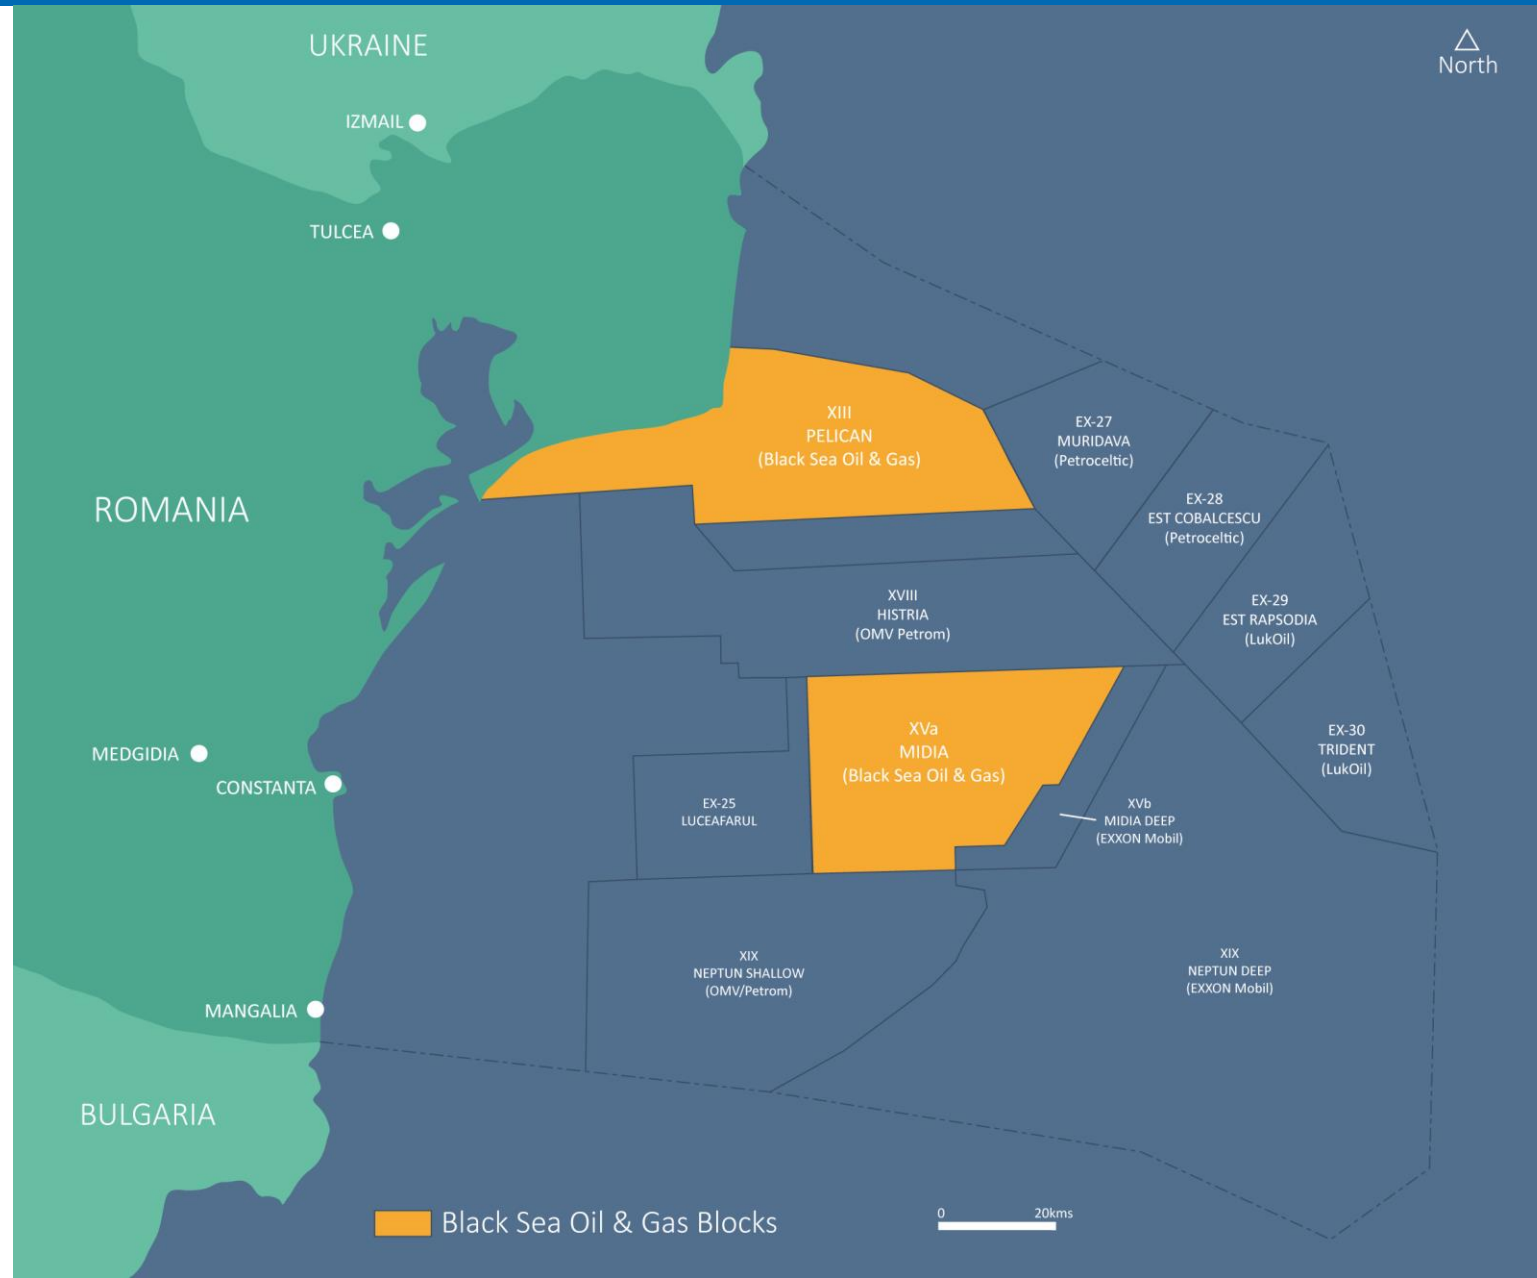 UKRAINE
North
IZMAIL
TULCEA
XIII
PELICAN
(Black Sea Oil & Gas)
EX-27
MURIDAVA
(Petroceltic)
ROMANIA
EX-28
EST COBALCESCU
(Petroceltic)
XVIII
HISTRIA
(OMV Petrom)
EX-29
EST RAPSODIA
(LukOil)
XVa
MIDIA
(Black Sea Oil & Gas)
EX-30
TRIDENT
(LukOil)
MEDGIDIA
CONSTANTA
EX-25
LUCEAFARUL
XVb
MIDIA DEEP
(EXXON Mobil)
XIX
NEPTUN SHALLOW
(OMV/Petrom)
XIX
NEPTUN DEEP
(EXXON Mobil)
MANGALIA
BULGARIA
Black Sea Oil & Gas Blocks
0 20kms